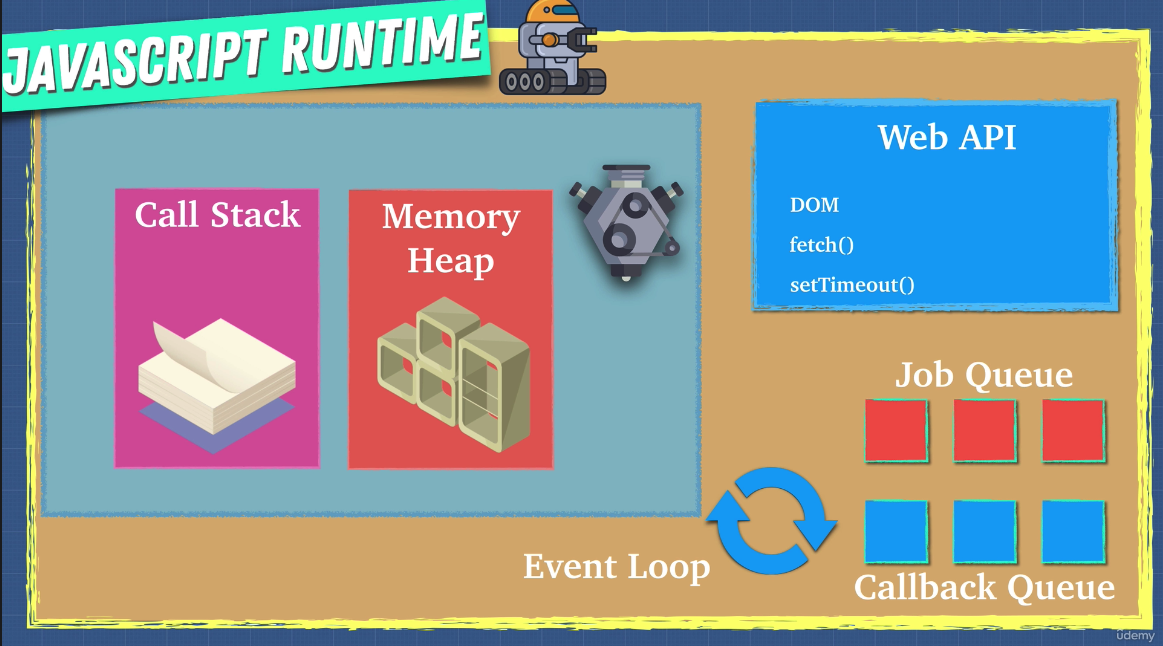 JAVASCRIPT RUNTIME
Call Stack
Memory
Heap
Web API
DOM
fetch()
setTimeout()
Job Queue
Event Loop
Callback Queue
udemy